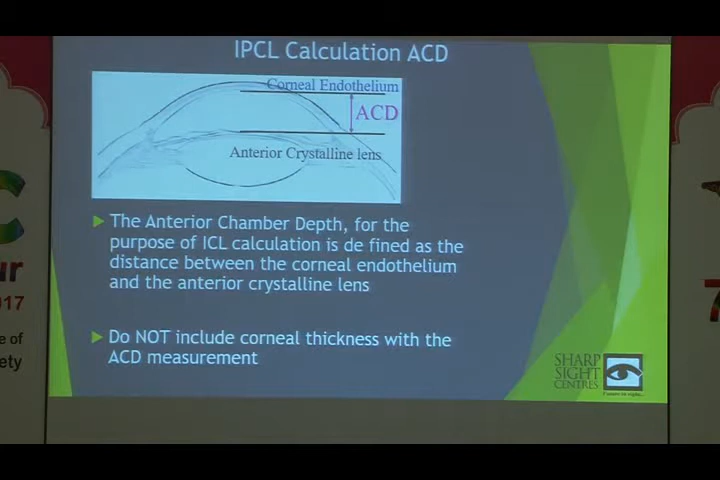 IPCL Calculation ACD
Corneal Endothelium
ACD
Anterior Crystalline lens
The Anterior Chamber Depth, for the
purpose of ICL calculation is de fined as the
distance between the corneal endothelium
and the anterior crystalline lens
Do NOT include corneal thickness with the
ACD measurement
SHARP
SIGHT
CENTRES
C
ur
2017
e of
ety
7